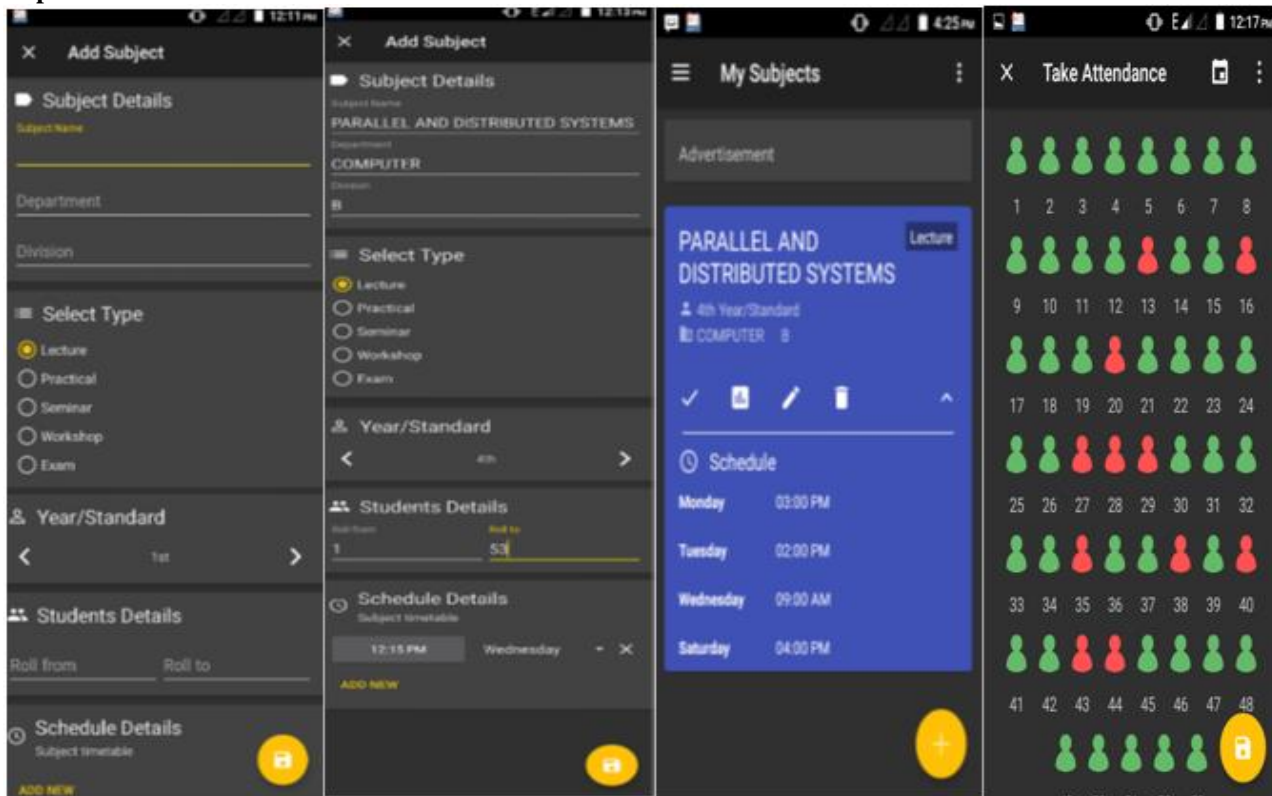 12:11 PM
Add Subject
Subject Details
Subject Name
Department
Division
Select Type
Lecture
Practical
Seminar
Workshop
Exam
Year/Standard
1st
Students Details
Roll from Roll to
Schedule Details
Subject timetable
ADD NEW
12:13 PM
Add Subject
Subject Details
Subject Name
PARALLEL AND DISTRIBUTED SYSTEMS
Department
COMPUTER
Division
B
Select Type
Lecture
Practical
Seminar
Workshop
Exam
Year/Standard
4th
Students Details
Roll from Roll to
1 53
Schedule Details
Subject timetable
12:15 PM Wednesday
ADD NEW
4:25 PM
My Subjects
Advertisement
PARALLEL AND Lecture
DISTRIBUTED SYSTEMS
4th Year/Standard
COMPUTER B
Schedule
Monday 03:00 PM
Tuesday 02:00 PM
Wednesday 09:00 AM
Saturday 04:00 PM
E 12:17 PM
Take Attendance
1 2 3 4 5 6 7 8
9 10 11 12 13 14 15 16
17 18 19 20 21 22 23 24
25 26 27 28 29 30 31 32
33 34 35 36 37 38 39 40
41 42 43 44 45 46 47 48